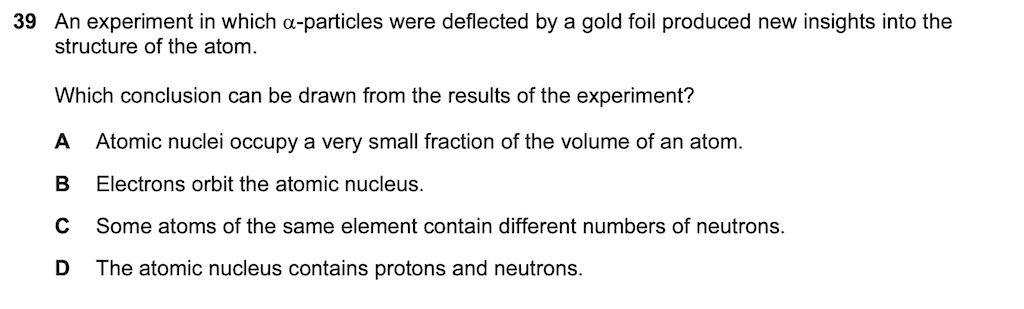 39 An experiment in which α-particles were deflected by a gold foil produced new insights into the
structure of the atom.
Which conclusion can be drawn from the results of the experiment?
A Atomic nuclei occupy a very small fraction of the volume of an atom.
B Electrons orbit the atomic nucleus.
C Some atoms of the same element contain different numbers of neutrons.
D The atomic nucleus contains protons and neutrons.